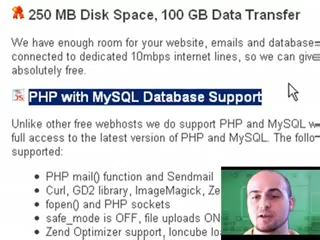 250 MB Disk Space, 100 GB Data Transfer
We have enough room for your website, emails and database
connected to dedicated 10mbps internet lines, so we can give
absolutely free.
PHP with MySQL Database Support
Unlike other free webhosts we do support PHP and MySQL w
full access to the latest version of PHP and MySQL. The follo
supported:
• PHP mail() function and Sendmail
• Curl, GD2 library, ImageMagick, Ze
• fopen() and PHP sockets
• safe_mode is OFF, file uploads ON
• Zend Optimizer support, Ioncube loa